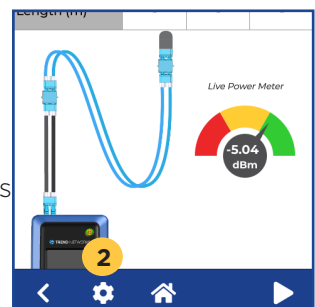 Length (m)
Live Power Meter
-5.04
dBm
S
TREND NETWORKS
2